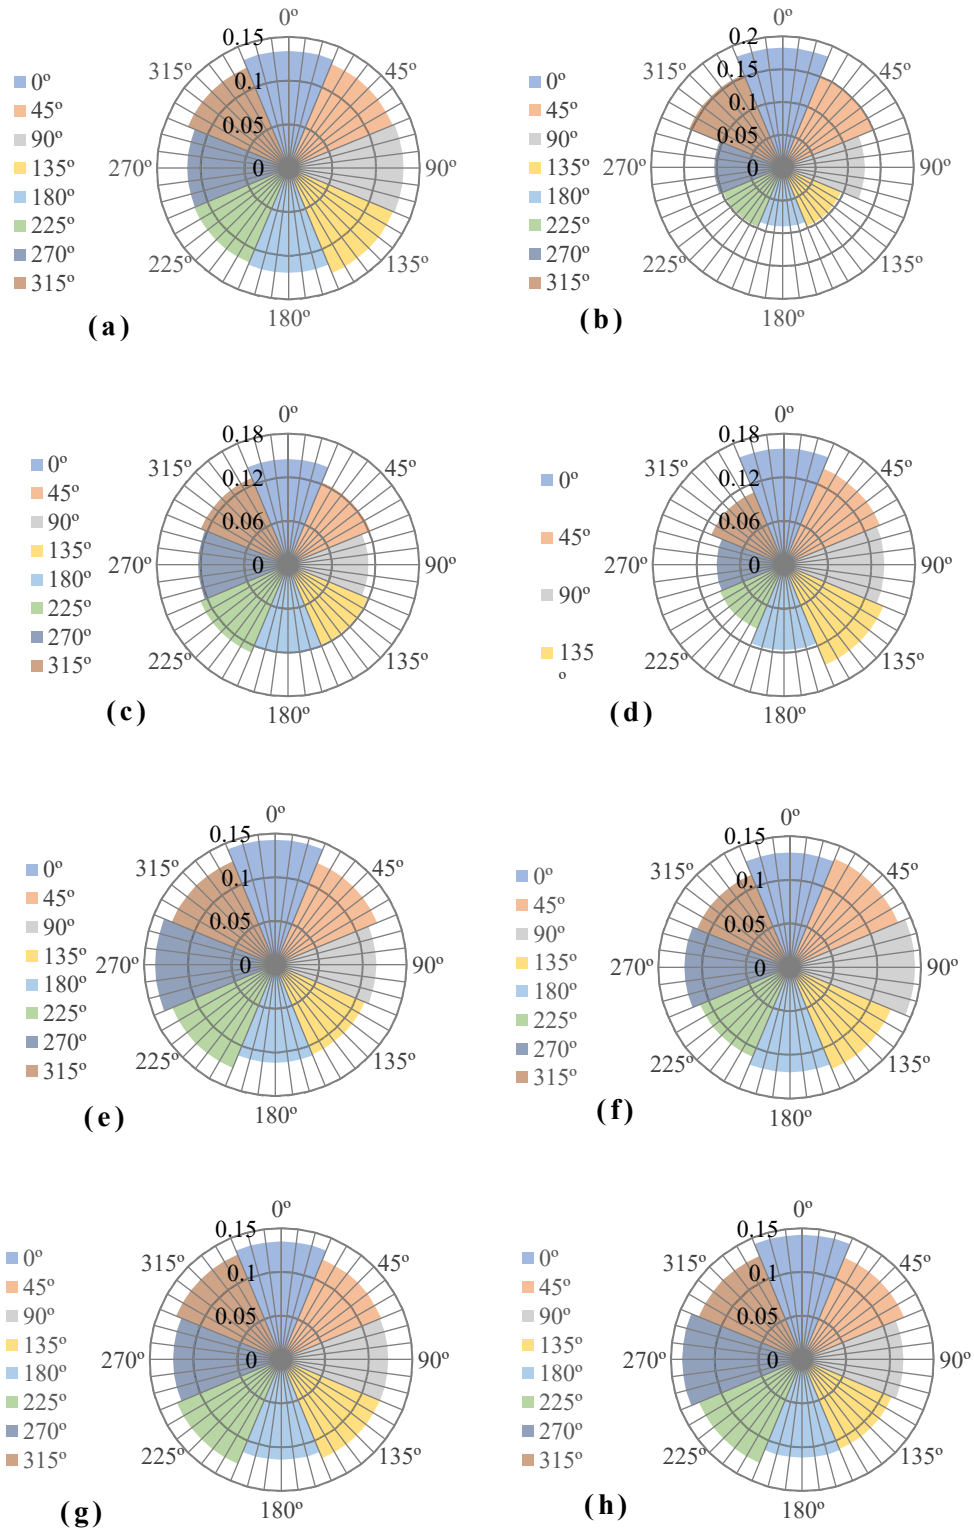 0º
0.15
315º
45º
0.1
0.05
270º
0
90º
225º
135º
180º
0º
45º
90º
135º
180º
225º
270º
315º
(a)
0º
0.2
315º
0.15
45º
0.1
0.05
270º
0
90º
225º
135º
180º
0º
45º
90º
135º
180º
225º
270º
315º
(b)
0º
0.18
315º
45º
0.12
0.06
270º
0
90º
225º
135º
180º
0º
45º
90º
135º
180º
225º
270º
315º
(c)
0º
0.18
315º
45º
0.12
0.06
270º
0
90º
225º
135º
180º
0º
45º
90º
135
º
(d)
0º
0.15
315º
45º
0.1
0.05
270º
0
90º
225º
135º
180º
0º
45º
90º
135º
180º
225º
270º
315º
(e)
0º
0.15
315º
45º
0.1
0.05
270º
0
90º
225º
135º
180º
0º
45º
90º
135º
180º
225º
270º
315º
(f)
0º
0.15
315º
45º
0.1
0.05
270º
0
90º
225º
135º
180º
0º
45º
90º
135º
180º
225º
270º
315º
(g)
0º
0.15
315º
45º
0.1
0.05
270º
0
90º
225º
135º
180º
0º
45º
90º
135º
180º
225º
270º
315º
(h)